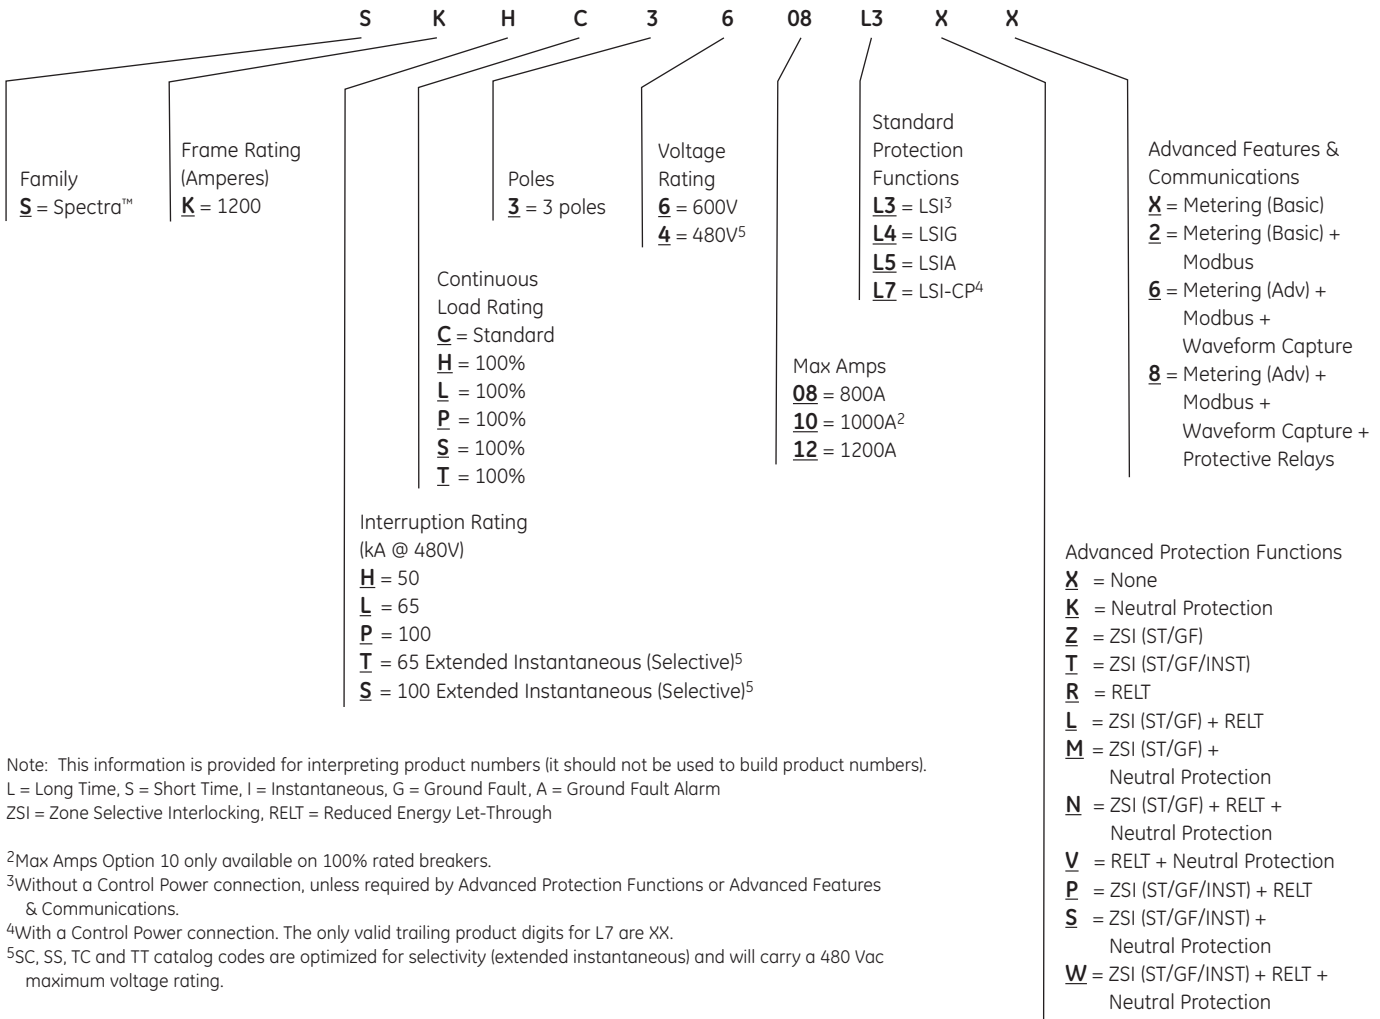 S K H C 3 6 08 L3 X X
Family
S = Spectra™
Frame Rating
(Amperes)
K = 1200
Interruption Rating
(kA @ 480V)
H = 50
L = 65
P = 100
T = 65 Extended Instantaneous (Selective)5
S = 100 Extended Instantaneous (Selective)5
Continuous
Load Rating
C = Standard
H = 100%
L = 100%
P = 100%
S = 100%
T = 100%
Poles
3 = 3 poles
Voltage
Rating
6 = 600V
4 = 480V5
Max Amps
08 = 800A
10 = 1000A2
12 = 1200A
Standard
Protection
Functions
L3 = LSI3
L4 = LSIG
L5 = LSIA
L7 = LSI-CP4
Advanced Protection Functions
X = None
K = Neutral Protection
Z = ZSI (ST/GF)
T = ZSI (ST/GF/INST)
R = RELT
L = ZSI (ST/GF) + RELT
M = ZSI (ST/GF) +
Neutral Protection
N = ZSI (ST/GF) + RELT +
Neutral Protection
V = RELT + Neutral Protection
P = ZSI (ST/GF/INST) + RELT
S = ZSI (ST/GF/INST) +
Neutral Protection
W = ZSI (ST/GF/INST) + RELT +
Neutral Protection
Advanced Features &
Communications
X = Metering (Basic)
2 = Metering (Basic) +
Modbus
6 = Metering (Adv) +
Modbus +
Waveform Capture
8 = Metering (Adv) +
Modbus +
Waveform Capture +
Protective Relays
Note: This information is provided for interpreting product numbers (it should not be used to build product numbers).
L = Long Time, S = Short Time, I = Instantaneous, G = Ground Fault, A = Ground Fault Alarm
ZSI = Zone Selective Interlocking, RELT = Reduced Energy Let-Through
2Max Amps Option 10 only available on 100% rated breakers.
3Without a Control Power connection, unless required by Advanced Protection Functions or Advanced Features
& Communications.
4With a Control Power connection. The only valid trailing product digits for L7 are XX.
5SC, SS, TC and TT catalog codes are optimized for selectivity (extended instantaneous) and will carry a 480 Vac
maximum voltage rating.